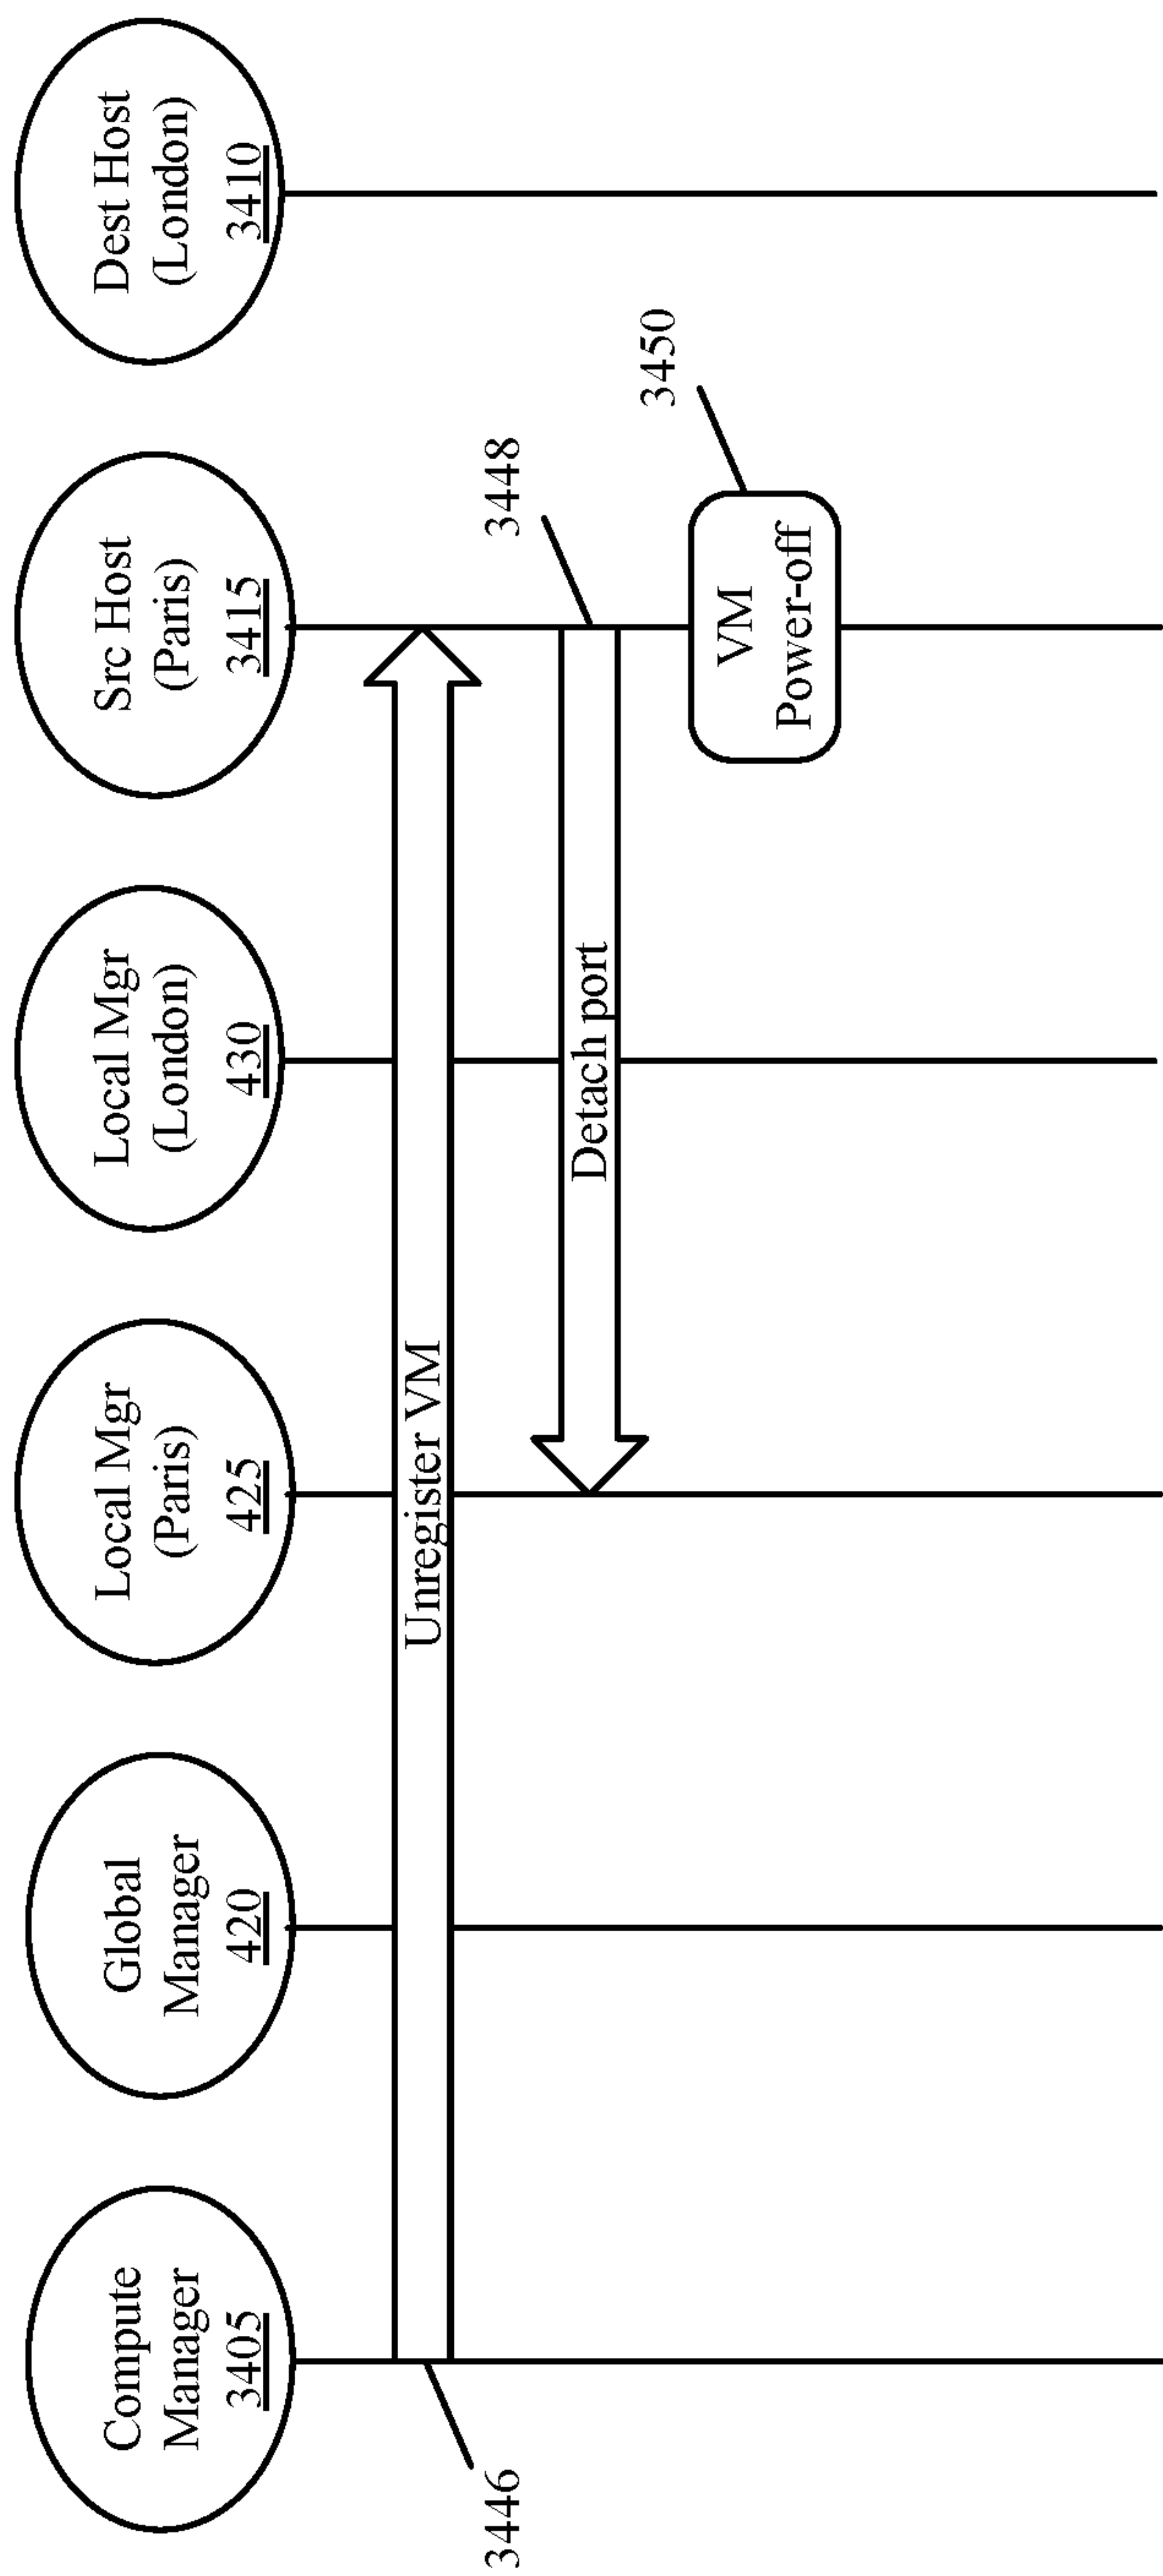 Compute
Manager
3405
Global
Manager
420
Local Mgr
(Paris)
425
Local Mgr
(London)
430
Src Host
(Paris)
3415
Dest Host
(London)
3410
Unregister VM
3446
Detach port
3448
VM
Power-off
3450